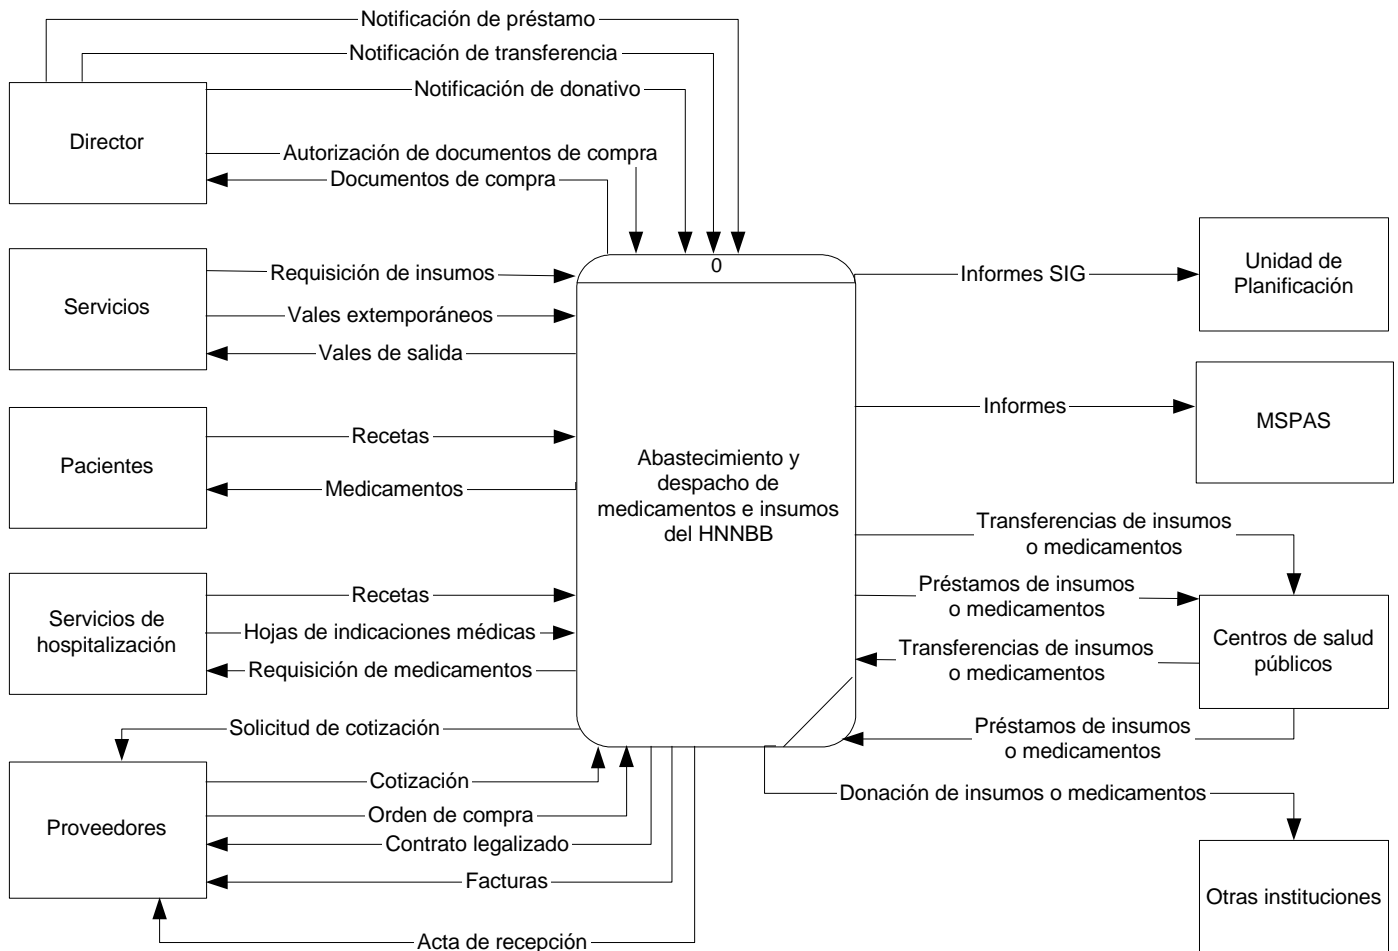 Notificación de préstamo
Notificación de transferencia
Notificación de donativo
Director
Autorización de documentos de compra
Documentos de compra
0
Requisición de insumos
Servicios
Vales extemporáneos
Vales de salida
Informes SIG
Unidad de
Planificación
Recetas
Pacientes
Medicamentos
Informes
MSPAS
Abastecimiento y
despacho de
medicamentos e insumos
del HNNBB
Transferencias de insumos
o medicamentos
Préstamos de insumos
o medicamentos
Transferencias de insumos
o medicamentos
Préstamos de insumos
o medicamentos
Centros de salud
públicos
Recetas
Servicios de
hospitalización
Hojas de indicaciones médicas
Requisición de medicamentos
Solicitud de cotización
Cotización
Orden de compra
Proveedores
Contrato legalizado
Facturas
Acta de recepción
Donación de insumos o medicamentos
Otras instituciones